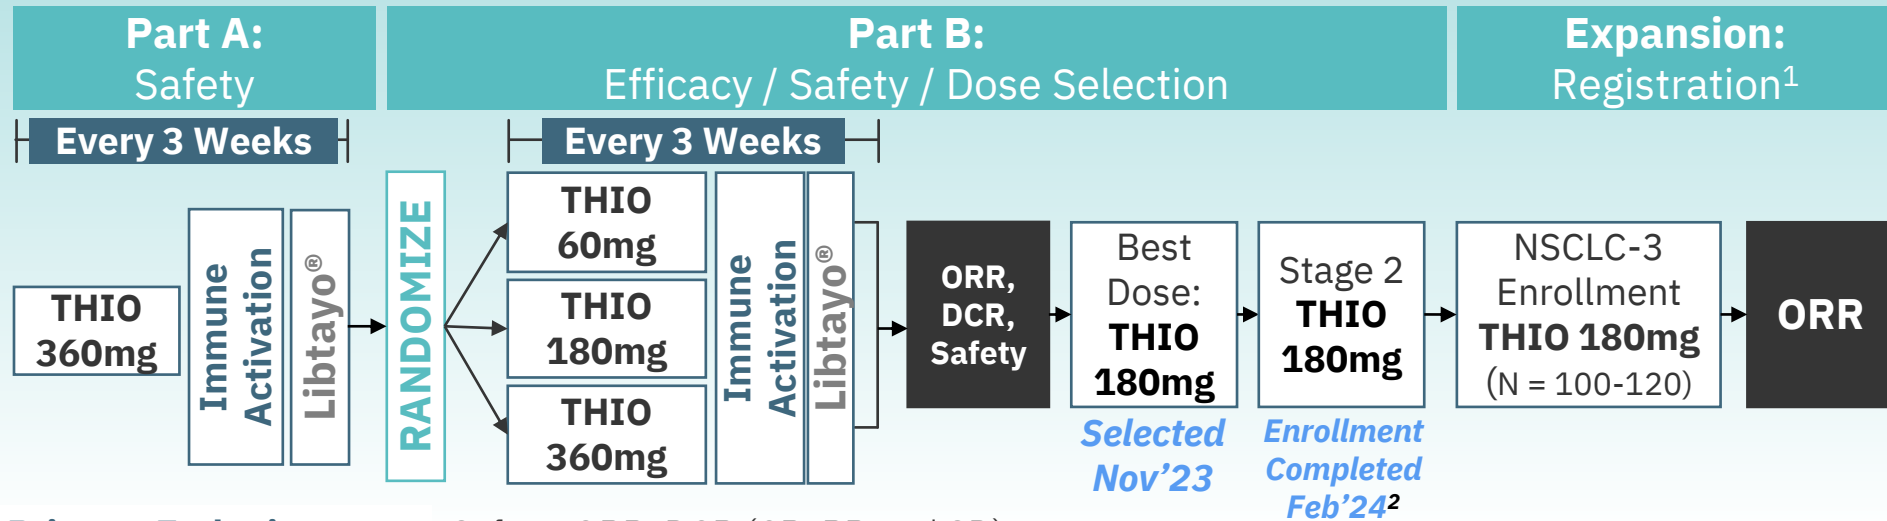 Part A:
Safety
Part B:
Efficacy / Safety / Dose Selection
Expansion:
Registration¹
Every 3 Weeks
Every 3 Weeks
THIO
360mg
Immune
Activation
Libtayo®
RANDOMIZE
THIO
60mg
THIO
180mg
THIO
360mg
Immune
Activation
Libtayo®
ORR,
DCR,
Safety
Best
Dose:
THIO
180mg
Selected
Nov’23
Stage 2
THIO
180mg
Enrollment
Completed
Feb’24²
NSCLC-3
Enrollment
THIO 180mg
(N = 100-120)
ORR